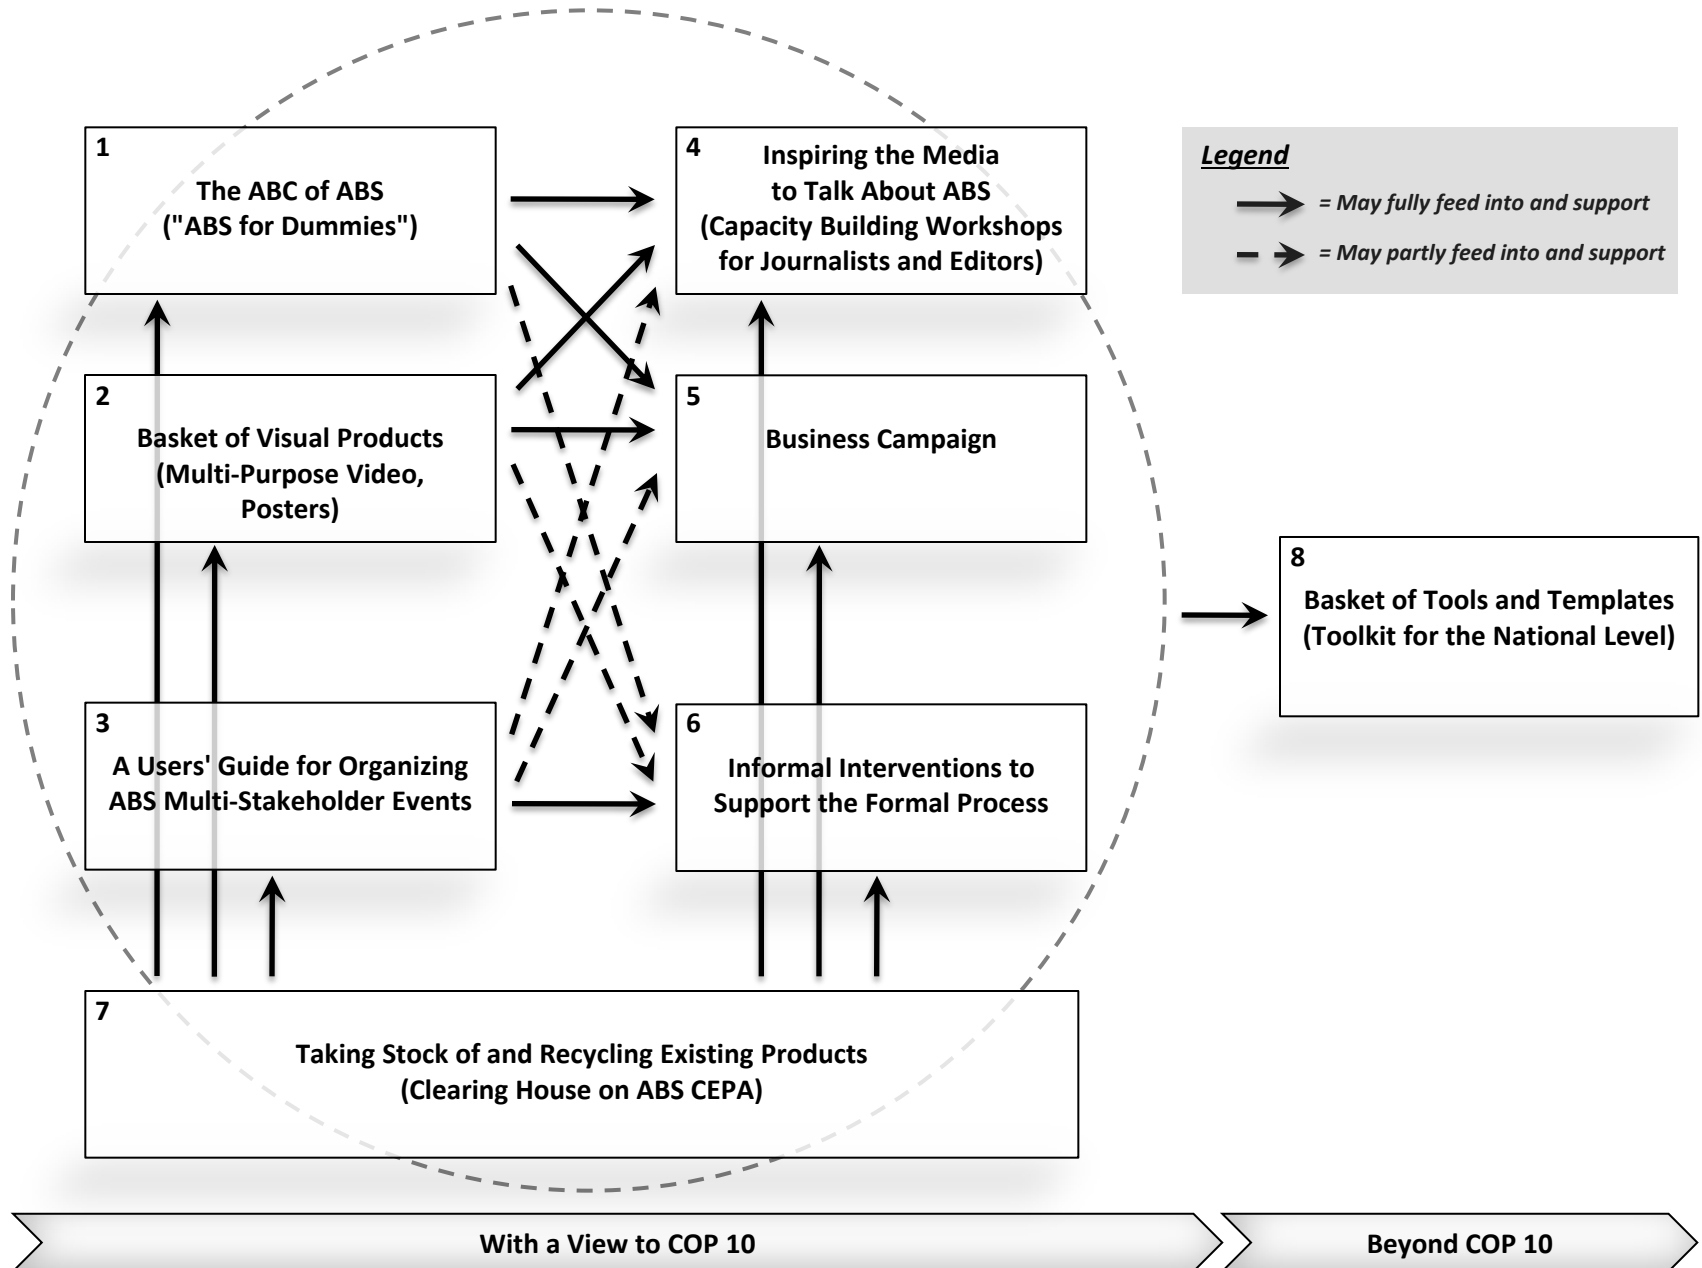 1
The ABC of ABS
("ABS for Dummies")
4
Inspiring the Media
to Talk About ABS
(Capacity Building Workshops
for Journalists and Editors)
Legend
= May fully feed into and support
= May partly feed into and support
2
Basket of Visual Products
(Multi-Purpose Video,
Posters)
5
Business Campaign
8
Basket of Tools and Templates
(Toolkit for the National Level)
3
A Users' Guide for Organizing
ABS Multi-Stakeholder Events
6
Informal Interventions to
Support the Formal Process
7
Taking Stock of and Recycling Existing Products
(Clearing House on ABS CEPA)
With a View to COP 10
Beyond COP 10